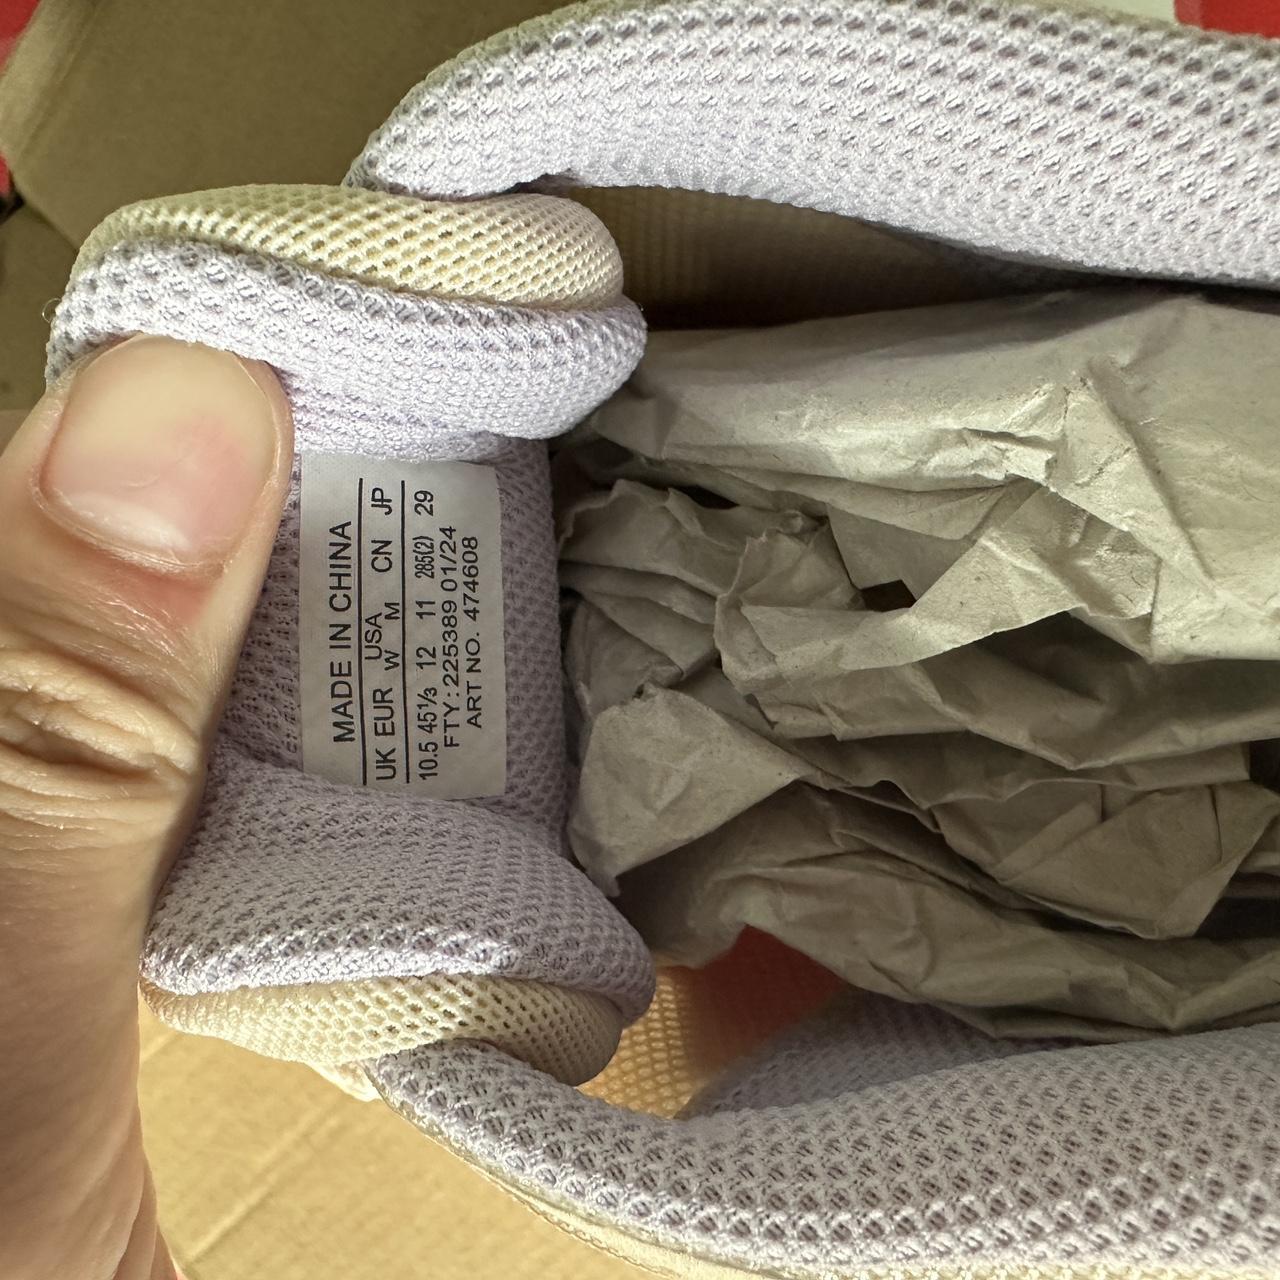 MADE IN CHINA
UK EUR USA CN JP
W M
10.5 45⅓ 12 11 285(2) 29
FTY: 225389 01/24
ART NO. 474608